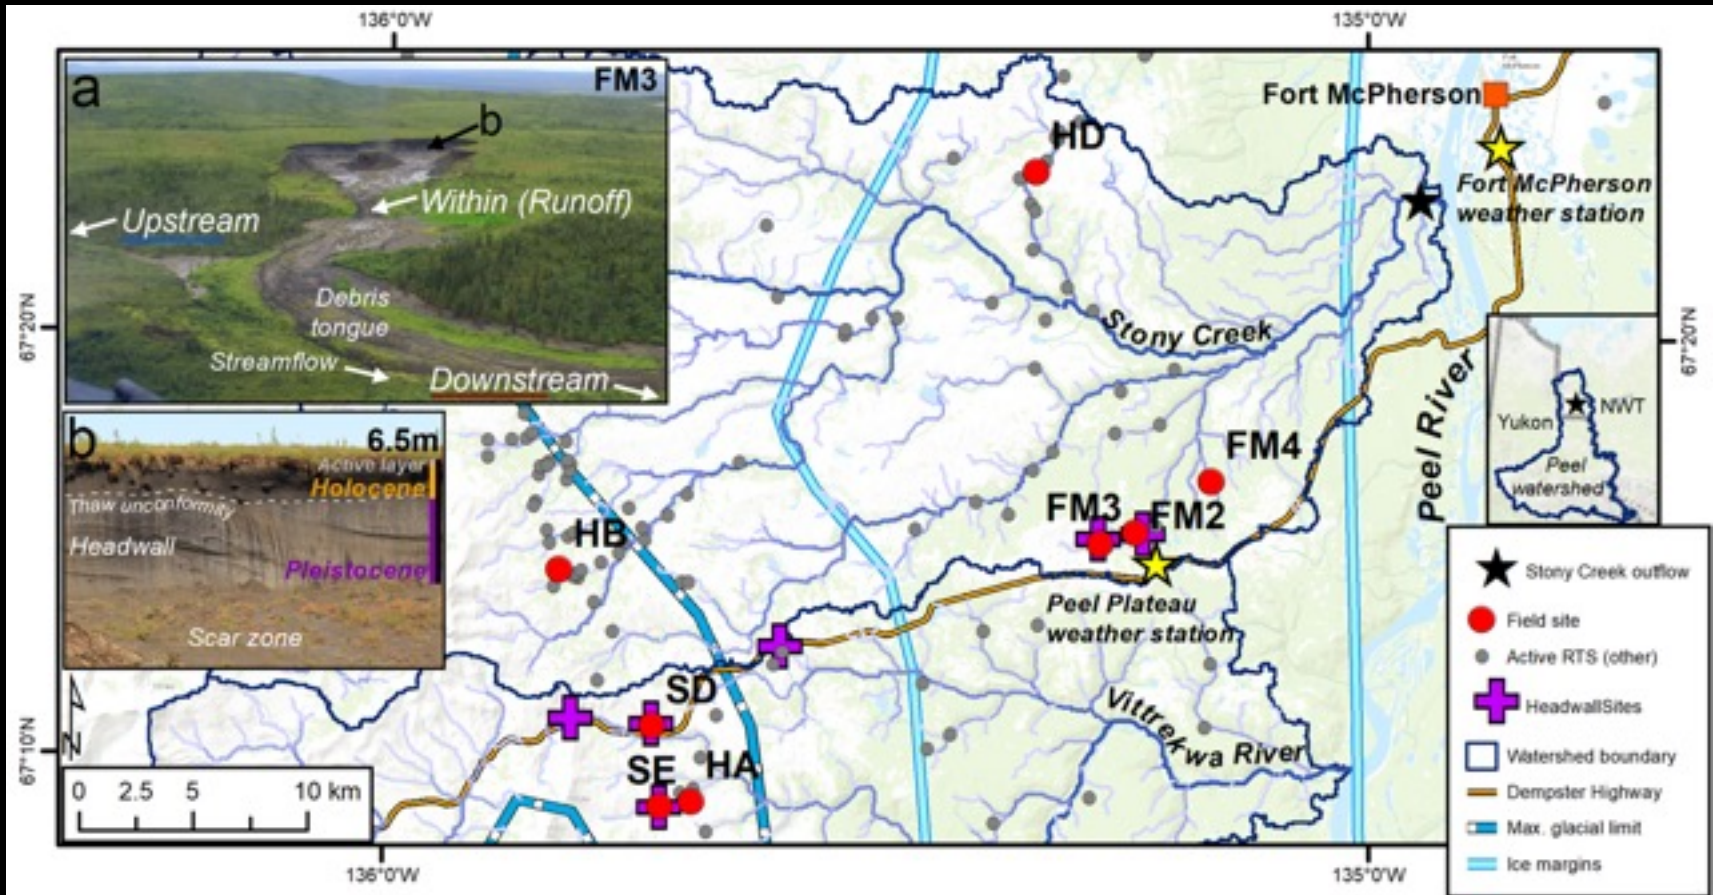 136°0'W
135°0'W
a
FM3
b
Upstream
Within (Runoff)
Debris
tongue
Streamflow
Downstream
b
6.5m
Active layer
Holocene
Thaw unconformity
Headwall
Pleistocene
Scar zone
67°20'N
67°10'N
N
0 2.5 5 10 km
136°0'W
135°0'W
67°20'N
Fort McPherson
Fort McPherson
weather station
HD
Stony Creek
Peel River
FM4
FM3
FM2
HB
Peel Plateau
weather station
SD
SE
HA
Vittrekwa River
Yukon
NWT
Peel
watershed
Stony Creek outflow
Field site
Active RTS (other)
HeadwallSites
Watershed boundary
Dempster Highway
Max. glacial limit
Ice margins